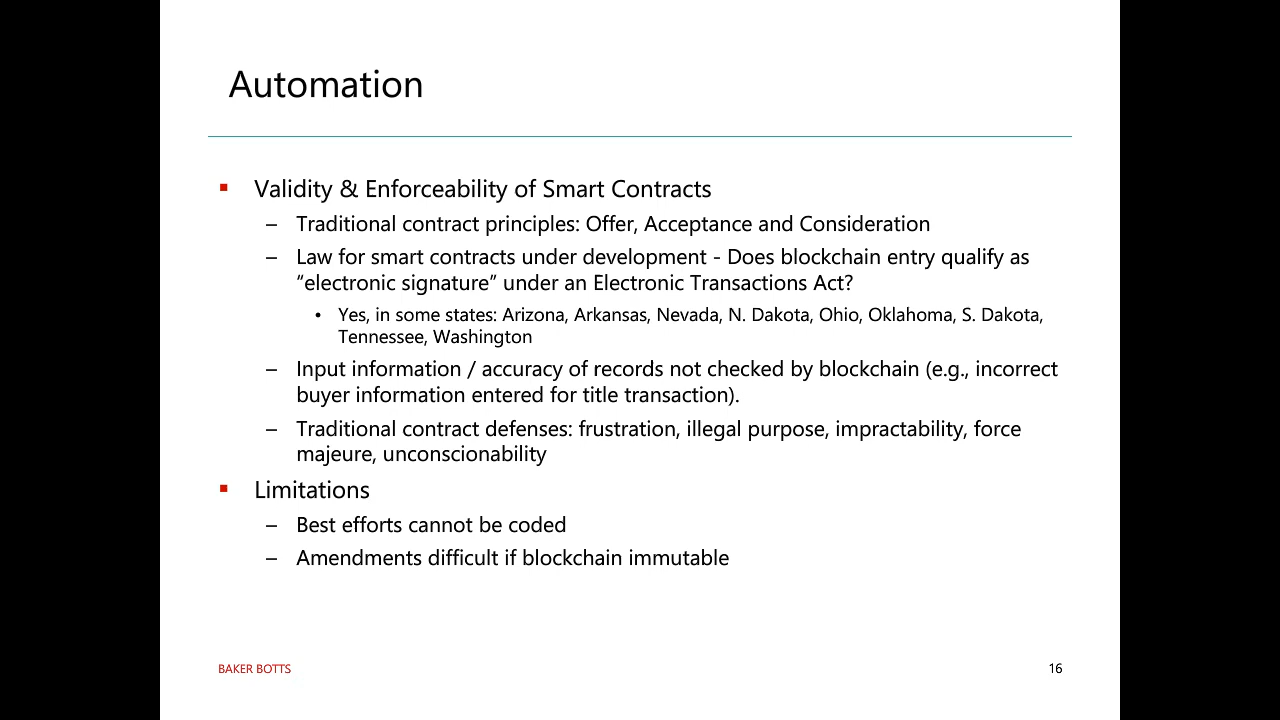 Automation
▪ Validity & Enforceability of Smart Contracts
– Traditional contract principles: Offer, Acceptance and Consideration
– Law for smart contracts under development - Does blockchain entry qualify as
“electronic signature” under an Electronic Transactions Act?
• Yes, in some states: Arizona, Arkansas, Nevada, N. Dakota, Ohio, Oklahoma, S. Dakota,
Tennessee, Washington
– Input information / accuracy of records not checked by blockchain (e.g., incorrect
buyer information entered for title transaction).
– Traditional contract defenses: frustration, illegal purpose, impractability, force
majeure, unconscionability
▪ Limitations
– Best efforts cannot be coded
– Amendments difficult if blockchain immutable
BAKER BOTTS
16